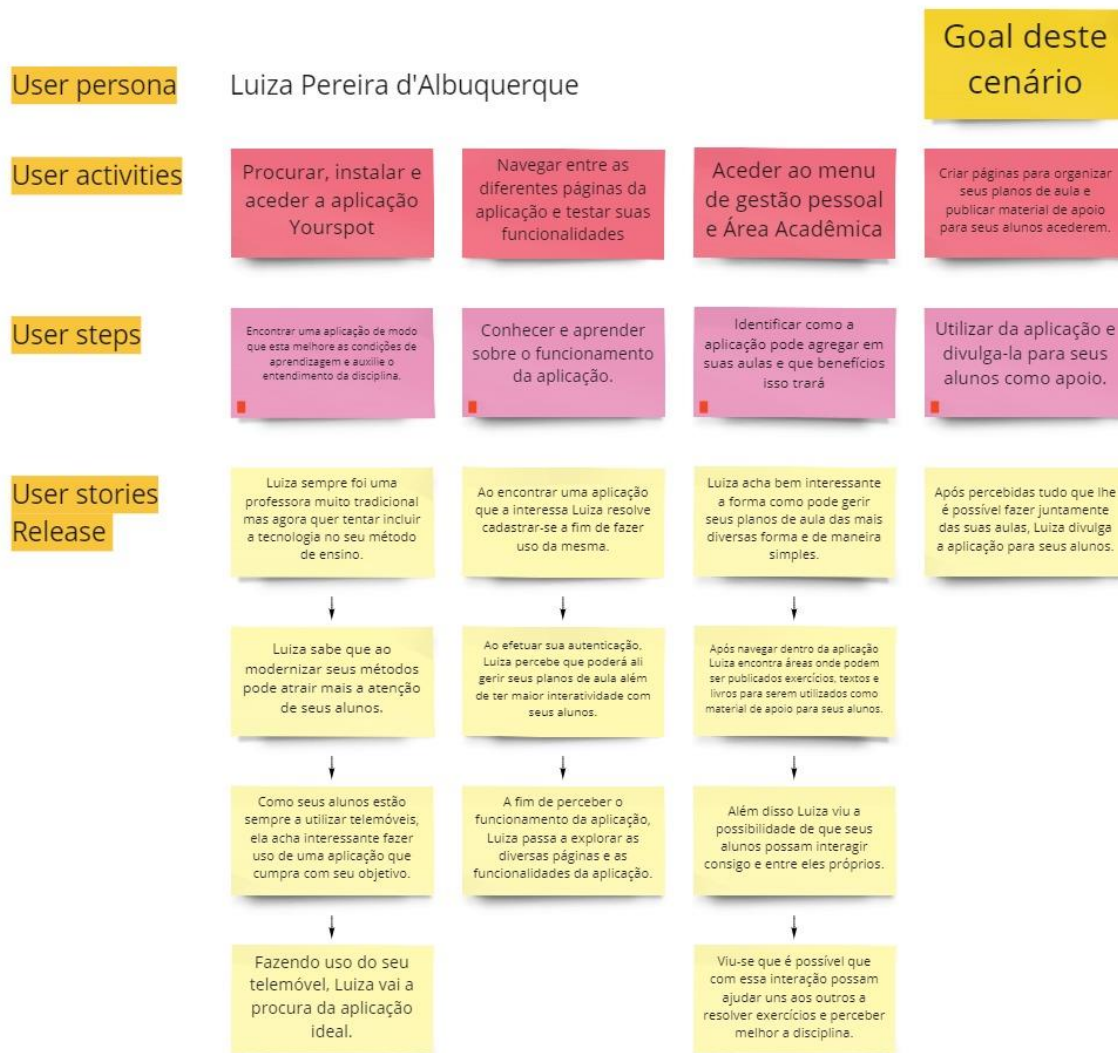 Goal deste
cenário
User persona
Luiza Pereira d'Albuquerque
User activities
Procurar, instalar e
aceder a aplicação
Yourspot
Navegar entre as
diferentes páginas da
aplicação e testar suas
funcionalidades
Aceder ao menu
de gestão pessoal
e Área Acadêmica
Criar páginas para organizar
seus planos de aula e
publicar material de apoio
para seus alunos acederem.
User steps
Encontrar uma aplicação de modo
que esta melhore as condições de
aprendizagem e auxilie o
entendimento da disciplina.
Conhecer e aprender
sobre o funcionamento
da aplicação.
Identificar como a
aplicação pode agregar em
suas aulas e que benefícios
isso trará
Utilizar da aplicação e
divulga-la para seus
alunos como apoio.
User stories
Release
Luiza sempre foi uma
professora muito tradicional
mas agora quer tentar incluir
a tecnologia no seu método
de ensino.
Ao encontrar uma aplicação
que a interessa Luiza resolve
cadastrar-se a fim de fazer
uso da mesma.
Luiza acha bem interessante
a forma como pode gerir
seus planos de aula das mais
diversas forma e de maneira
simples.
Após percebidas tudo que lhe
é possível fazer juntamente
das suas aulas, Luiza divulga
a aplicação para seus alunos.
Luiza sabe que ao
modernizar seus métodos
pode atrair mais a atenção
de seus alunos.
Ao efetuar sua autenticação,
Luiza percebe que poderá ali
gerir seus planos de aula além
de ter maior interatividade com
seus alunos.
Após navegar dentro da aplicação
Luiza encontra áreas onde podem
ser publicados exercícios, textos e
livros para serem utilizados como
material de apoio para seus alunos.
Como seus alunos estão
sempre a utilizar telemóveis,
ela acha interessante fazer
uso de uma aplicação que
cumpra com seu objetivo.
A fim de perceber o
funcionamento da aplicação,
Luiza passa a explorar as
diversas páginas e as
funcionalidades da aplicação.
Além disso Luiza viu a
possibilidade de que seus
alunos possam interagir
consigo e entre eles próprios.
Fazendo uso do seu
telemóvel, Luiza vai a
procura da aplicação
ideal.
Viu-se que é possível que
com essa interação possam
ajudar uns aos outros a
resolver exercícios e perceber
melhor a disciplina.